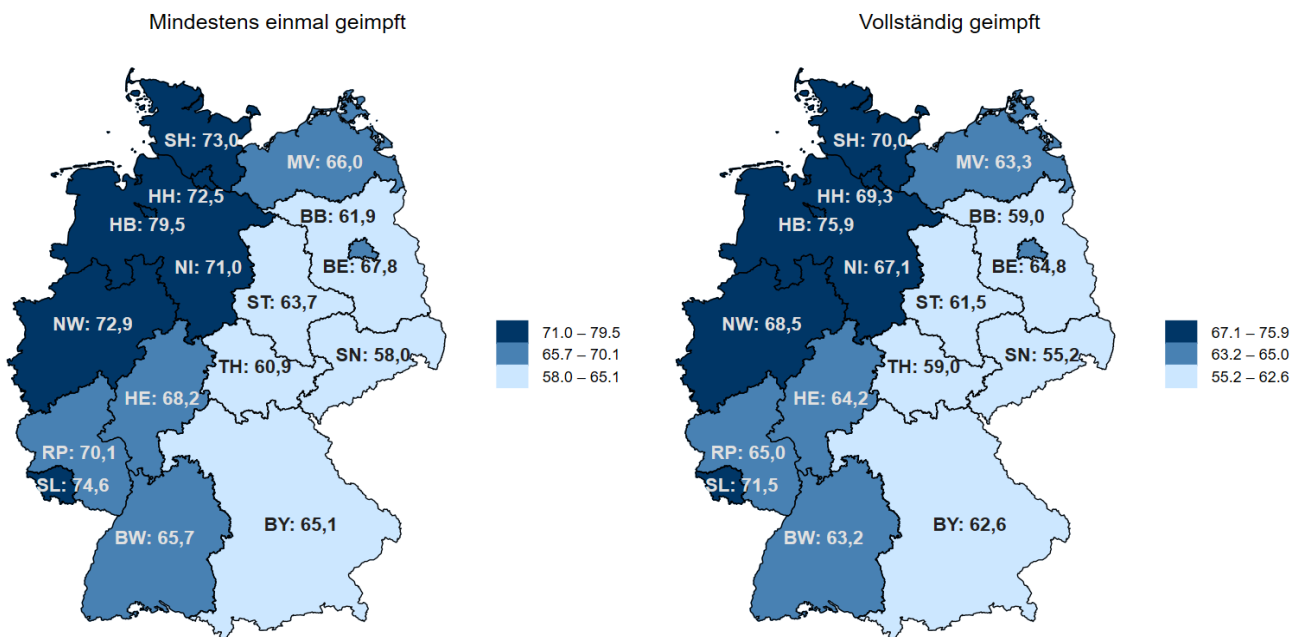 Mindestens einmal geimpft
SH: 73,0
MV: 66,0
HH: 72,5
BB: 61,9
HB: 79,5
NI: 71,0
BE: 67,8
ST: 63,7
NW: 72,9
SN: 58,0
TH: 60,9
HE: 68,2
RP: 70,1
SL: 74,6
BY: 65,1
BW: 65,7
71.0 – 79.5
65.7 – 70.1
58.0 – 65.1
Vollständig geimpft
SH: 70,0
MV: 63,3
HH: 69,3
BB: 59,0
HB: 75,9
NI: 67,1
BE: 64,8
ST: 61,5
NW: 68,5
SN: 55,2
TH: 59,0
HE: 64,2
RP: 65,0
SL: 71,5
BY: 62,6
BW: 63,2
67.1 – 75.9
63.2 – 65.0
55.2 – 62.6